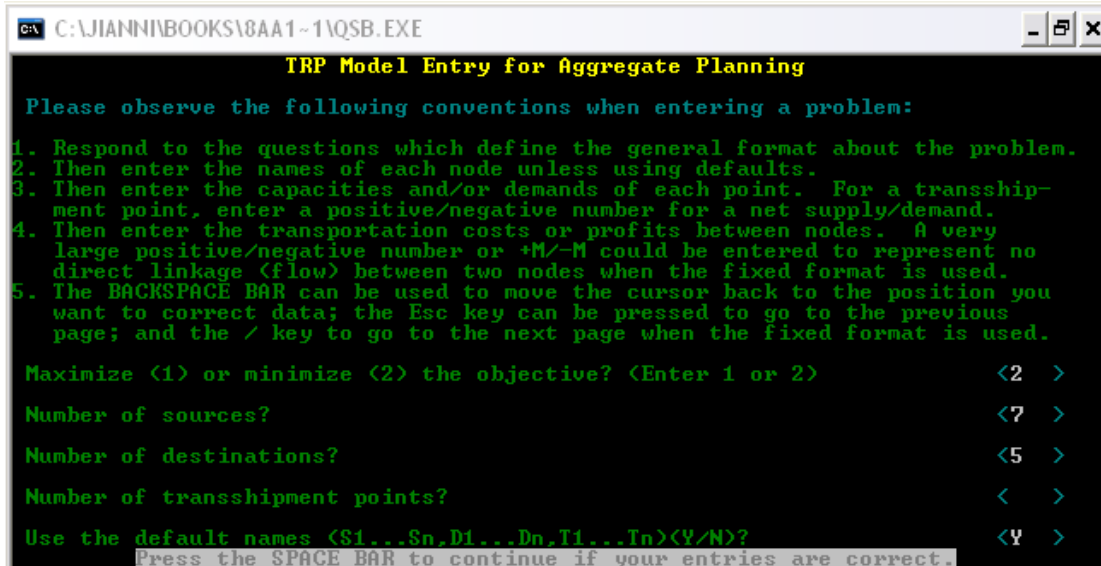 C:\JIANNI\BOOKS\8AA1~1\QSB.EXE
TRP Model Entry for Aggregate Planning
Please observe the following conventions when entering a problem:
1. Respond to the questions which define the general format about the problem.
2. Then enter the names of each node unless using defaults.
3. Then enter the capacities and/or demands of each point. For a transship-
ment point, enter a positive/negative number for a net supply/demand.
4. Then enter the transportation costs or profits between nodes. A very
large positive/negative number or +M/-M could be entered to represent no
direct linkage (flow) between two nodes when the fixed format is used.
5. The BACKSPACE BAR can be used to move the cursor back to the position you
want to correct data; the Esc key can be pressed to go to the previous
page; and the / key to go to the next page when the fixed format is used.
Maximize (1) or minimize (2) the objective? (Enter 1 or 2) <2 >
Number of sources? <7 >
Number of destinations? <5 >
Number of transshipment points? < >
Use the default names (S1...Sn,D1...Dn,T1...Tn)(Y/N)? <Y >
Press the SPACE BAR to continue if your entries are correct.